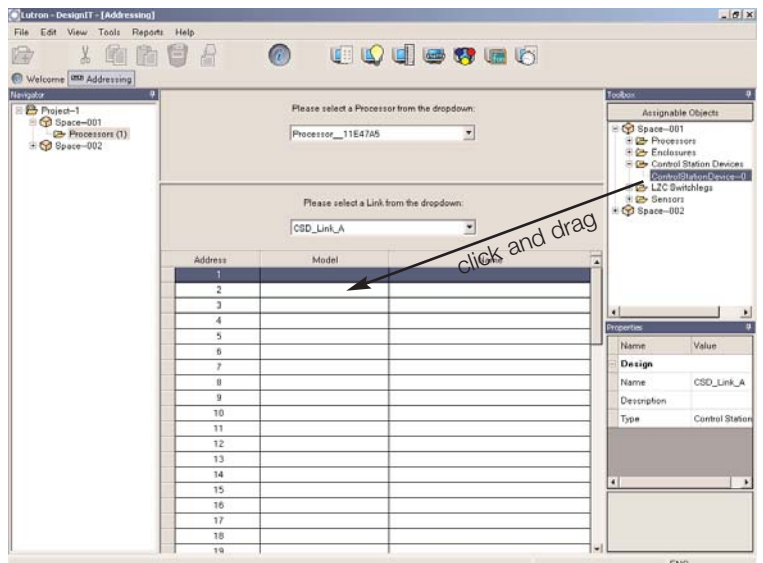 Lutron - DesignIT - [Addressing]
File Edit View Tools Reports Help
Welcome Addressing
Navigator
Project-1
Space-001
Processors (1)
Space-002
Please select a Processor from the dropdown:
Processor__11E47A5
Please select a Link from the dropdown:
CSD_Link_A
Address Model Name
1
2
3
4
5
6
7
8
9
10
11
12
13
14
15
16
17
18
19
click and drag
Toolbox
Assignable Objects
Space-001
Processors
Enclosures
Control Station Devices
ControlStationDevice-0
LZC Switchlegs
Sensors
Space-002
Properties
Name Value
Design
Name CSD_Link_A
Description
Type Control Station
ENG